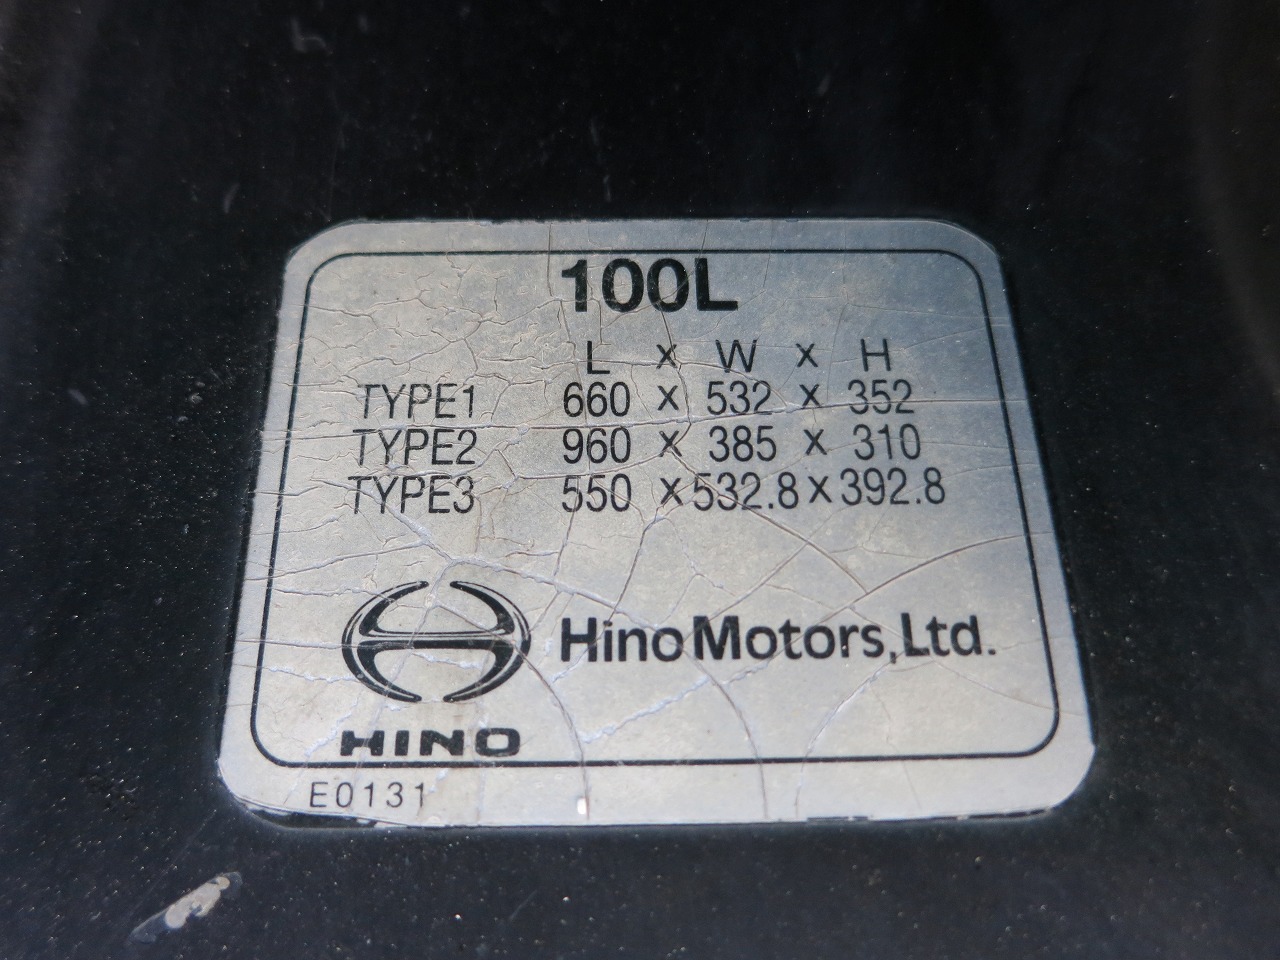 100L
L × W × H
TYPE1 660 × 532 × 352
TYPE2 960 × 385 × 310
TYPE3 550 × 532.8 × 392.8
Hino Motors, Ltd.
HINO
E0131